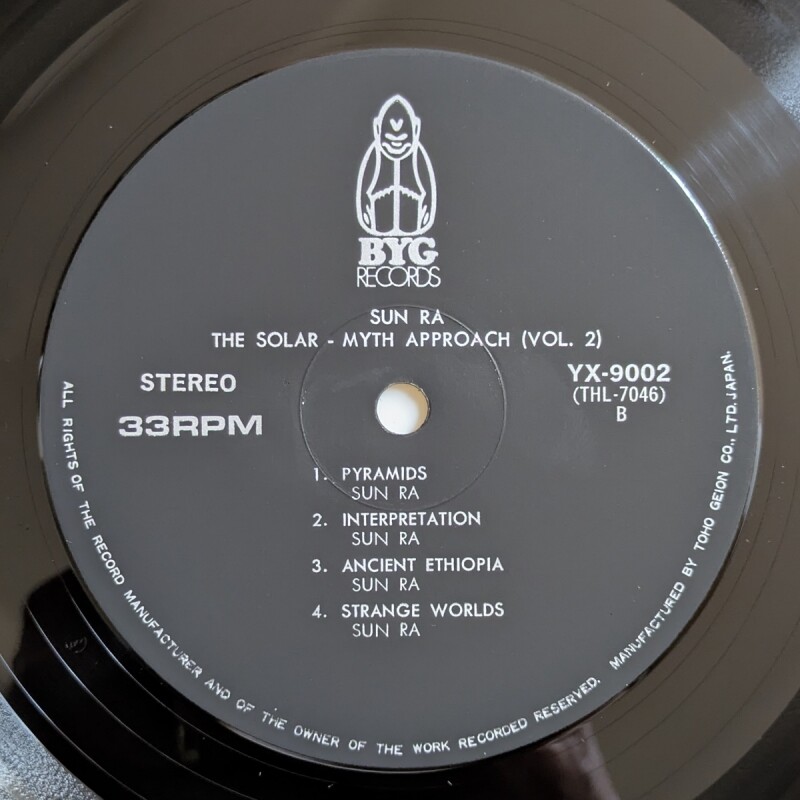 BYG
RECORDS
SUN RA
THE SOLAR - MYTH APPROACH (VOL. 2)
STEREO
33RPM
YX-9002
(THL-7046)
B
1. PYRAMIDS
SUN RA
2. INTERPRETATION
SUN RA
3. ANCIENT ETHIOPIA
SUN RA
4. STRANGE WORLDS
SUN RA
ALL RIGHTS OF THE RECORD MANUFACTURER AND OF THE OWNER OF THE WORK RECORDED RESERVED. MANUFACTURED BY TOHO GEION CO., LTD. JAPAN.